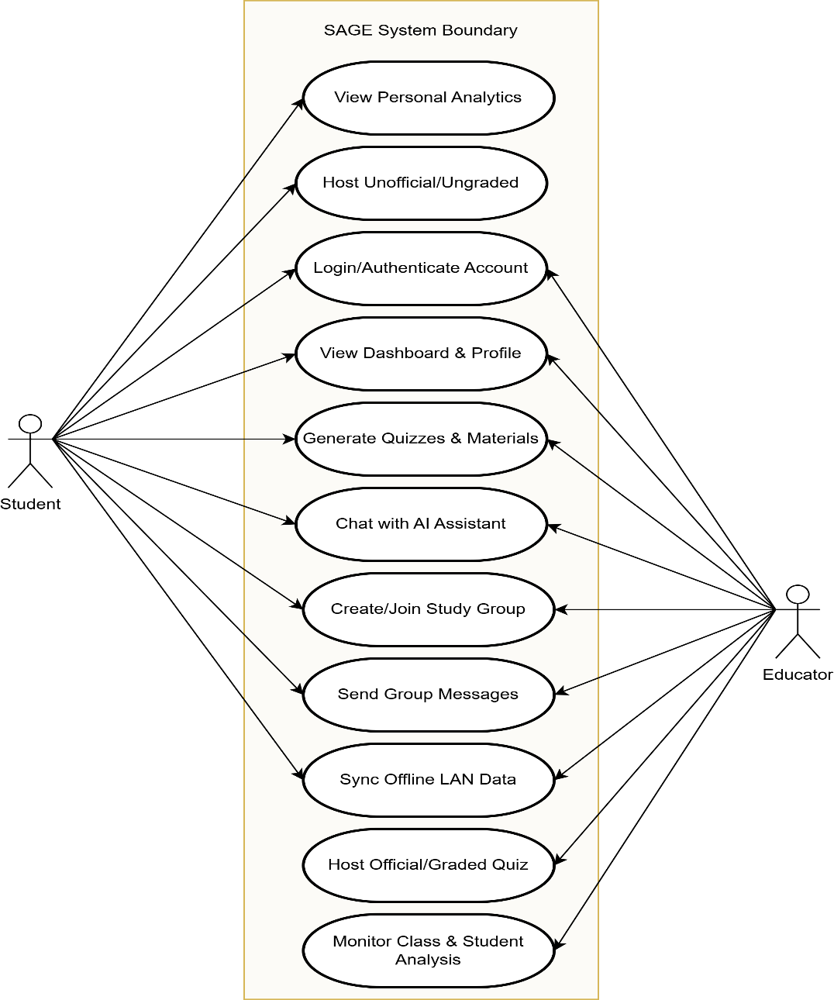 SAGE System Boundary
View Personal Analytics
Host Unofficial/Ungraded
Login/Authenticate Account
View Dashboard & Profile
Generate Quizzes & Materials
Student
Chat with AI Assistant
Create/Join Study Group
Educator
Send Group Messages
Sync Offline LAN Data
Host Official/Graded Quiz
Monitor Class & Student
Analysis